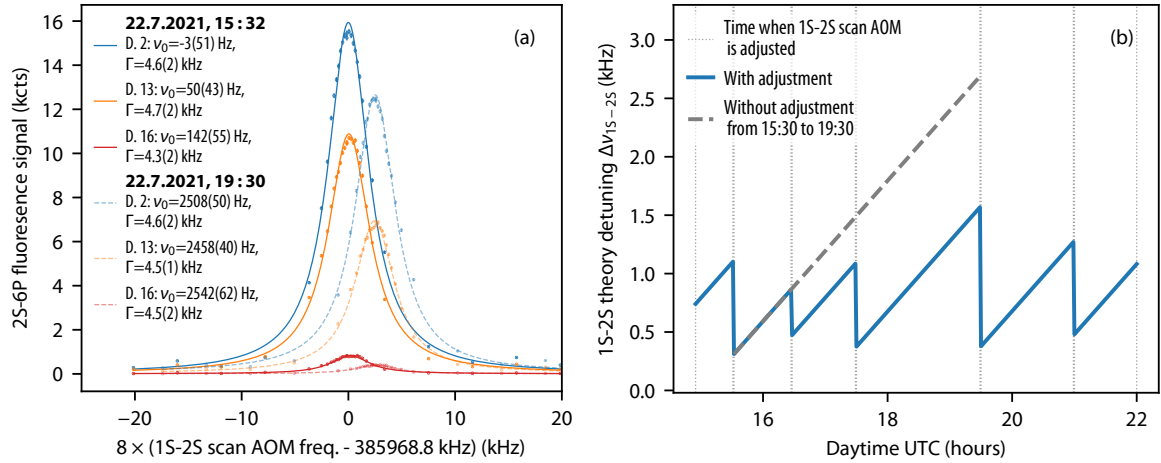 16
14
12
10
8
6
4
2
0
2S-6P fluoresence signal (kcts)
22.7.2021, 15 : 32
D. 2: ν0=-3(51) Hz,
Γ=4.6(2) kHz
D. 13: ν0=50(43) Hz,
Γ=4.7(2) kHz
D. 16: ν0=142(55) Hz,
Γ=4.3(2) kHz
22.7.2021, 19 : 30
D. 2: ν0=2508(50) Hz,
Γ=4.6(2) kHz
D. 13: ν0=2458(40) Hz,
Γ=4.5(1) kHz
D. 16: ν0=2542(62) Hz,
Γ=4.5(2) kHz
(a)
−20 −10 0 10 20
8 × (1S-2S scan AOM freq. - 385968.8 kHz) (kHz)
3.0
2.5
2.0
1.5
1.0
0.5
0.0
1S-2S theory detuning Δν1S−2S (kHz)
Time when 1S-2S scan AOM
is adjusted
With adjustment
Without adjustment
from 15:30 to 19:30
(b)
16 18 20 22
Daytime UTC (hours)